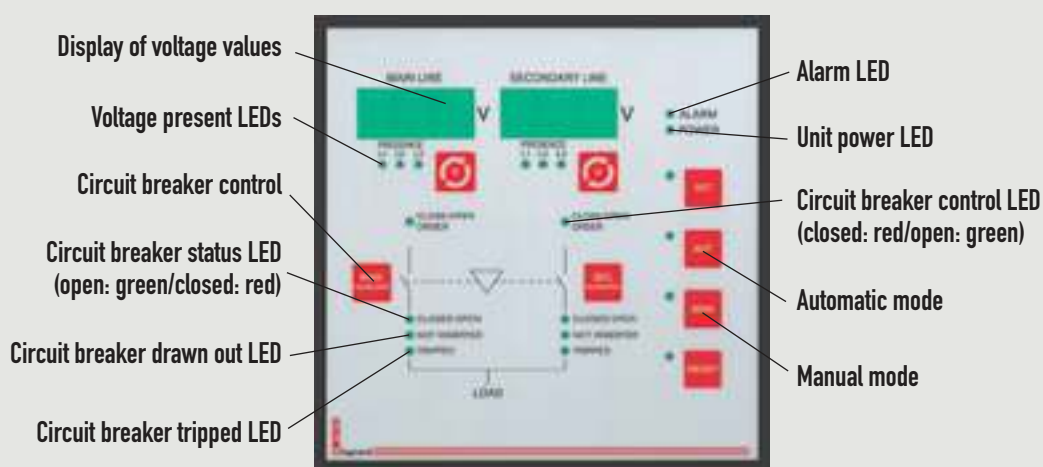 Display of voltage values
Voltage present LEDs
Circuit breaker control
Circuit breaker status LED
(open: green/closed: red)
Circuit breaker drawn out LED
Circuit breaker tripped LED
MAIN LINE
SECONDARY LINE
V
V
PRESENCE
PRESENCE
CLOSE OPEN
ORDER
CLOSE OPEN
ORDER
CLOSED OPEN
NOT INSERTED
TRIPPED
CLOSED OPEN
NOT INSERTED
TRIPPED
LOAD
ALARM
POWER
RESET
Alarm LED
Unit power LED
Circuit breaker control LED
(closed: red/open: green)
Automatic mode
Manual mode